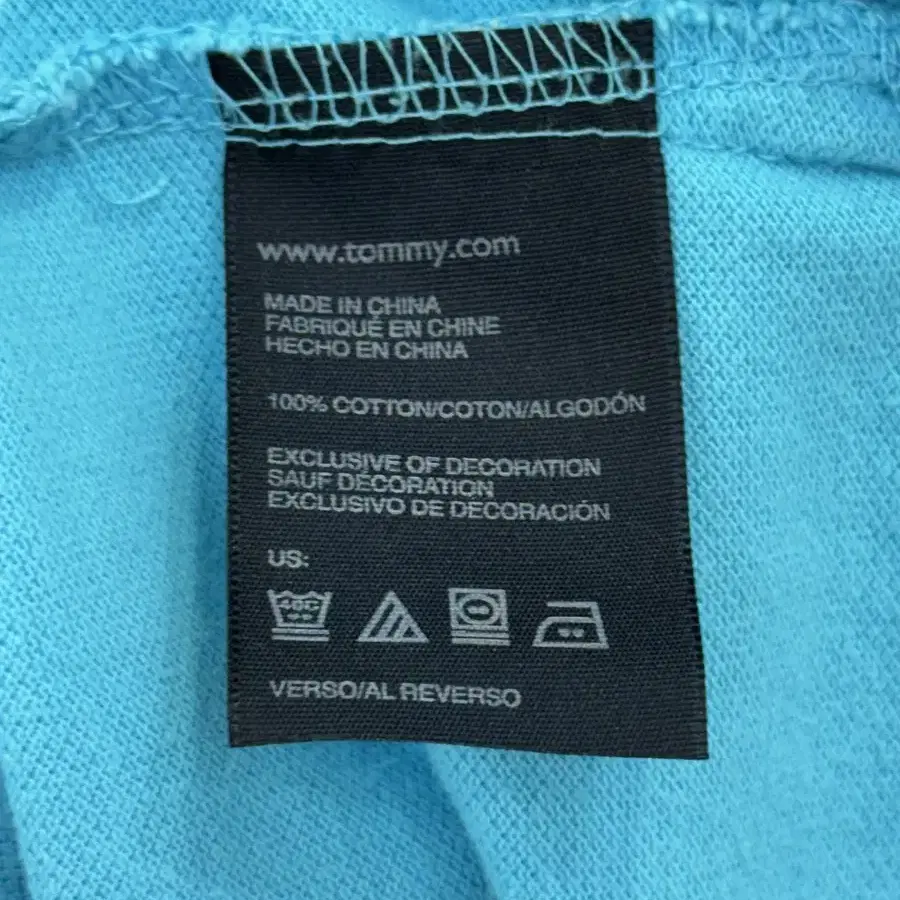 www.tommy.com
MADE IN CHINA
FABRIQUÉ EN CHINE
HECHO EN CHINA
100% COTTON/COTON/ALGODÓN
EXCLUSIVE OF DECORATION
SAUF DÉCORATION
EXCLUSIVO DE DECORACIÓN
US:
40C
VERSO/AL REVERSO